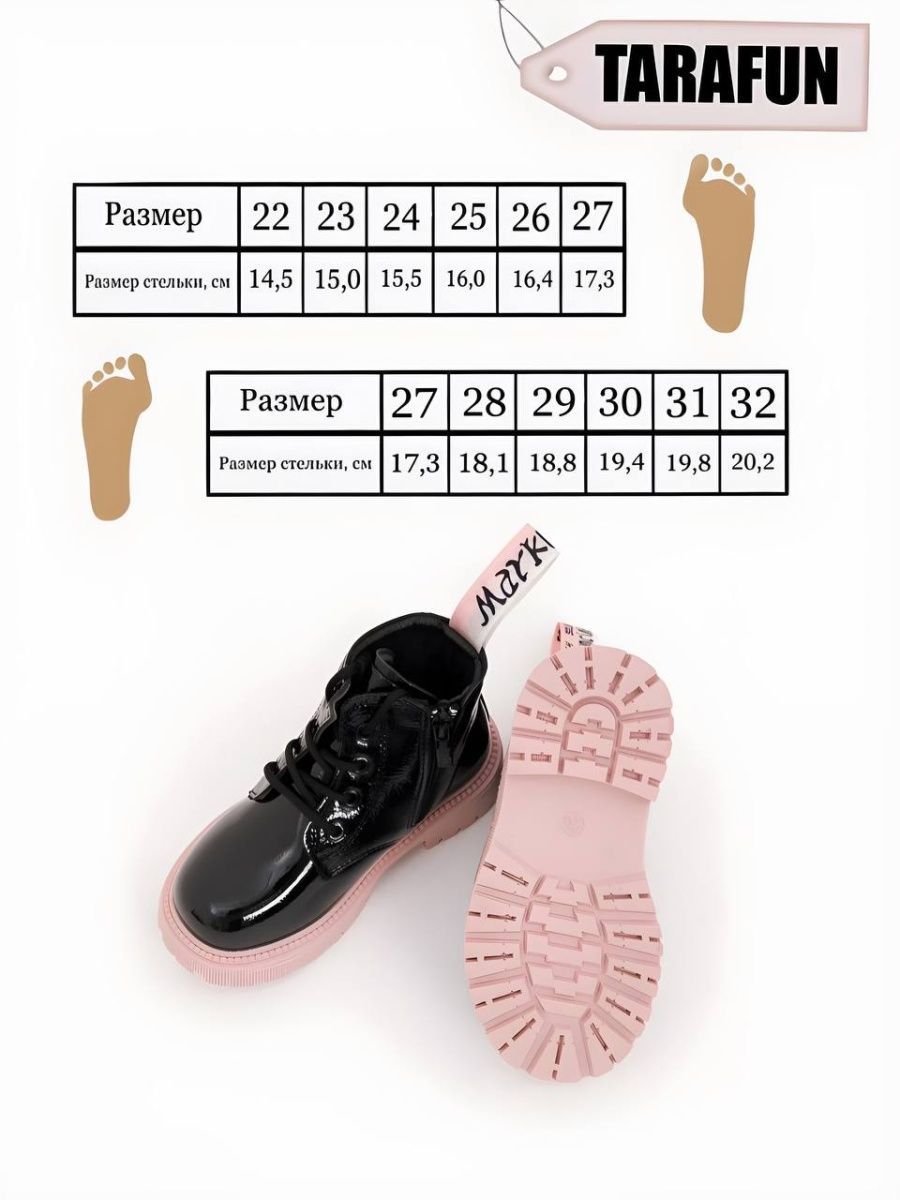 TARAFUN
Размер 22 23 24 25 26 27
Размер стельки, см 14,5 15,0 15,5 16,0 16,4 17,3
Размер 27 28 29 30 31 32
Размер стельки, см 17,3 18,1 18,8 19,4 19,8 20,2